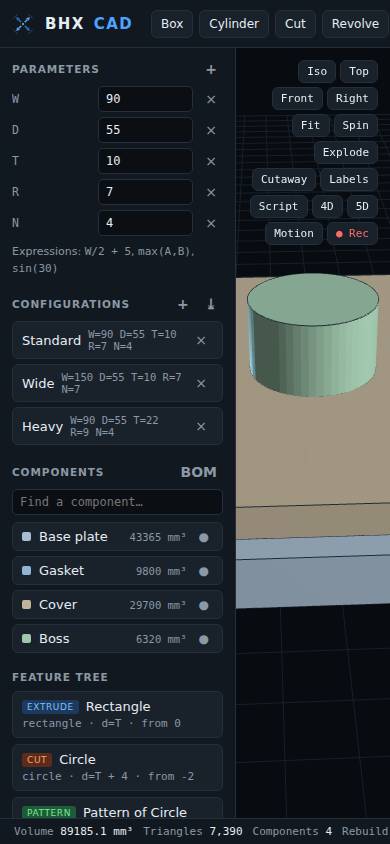 BHX CAD Box Cylinder Cut Revolve
PARAMETERS +
W 90 ×
D 55 ×
T 10 ×
R 7 ×
N 4 ×
Expressions: W/2 + 5, max(A,B),
sin(30)
CONFIGURATIONS + ⤓
Standard W=90 D=55 T=10
R=7 N=4 ×
Wide W=150 D=55 T=10 R=7
N=7 ×
Heavy W=90 D=55 T=22
R=9 N=4 ×
COMPONENTS BOM
Find a component…
Base plate 43365 mm³ ●
Gasket 9800 mm³ ●
Cover 29700 mm³ ●
Boss 6320 mm³ ●
FEATURE TREE
EXTRUDE Rectangle
rectangle · d=T · from 0
CUT Circle
circle · d=T + 4 · from -2
PATTERN Pattern of Circle
Iso Top
Front Right
Fit Spin
Explode
Cutaway Labels
Script 4D 5D
Motion ● Rec
Volume 89185.1 mm³ Triangles 7,390 Components 4 Rebuild